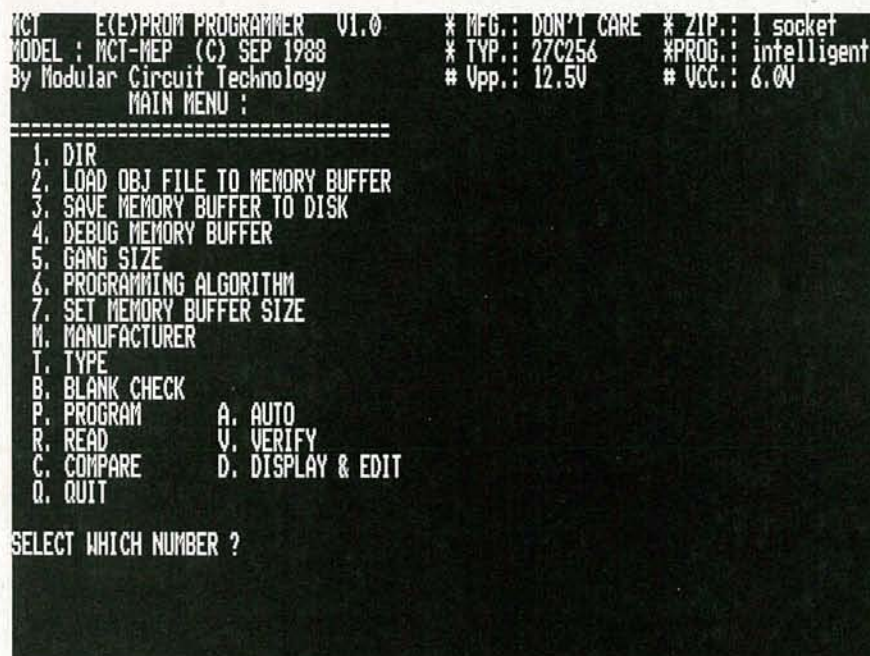 MCT E(E)PROM PROGRAMMER V1.0 * MFG.: DON'T CARE * ZIP.: 1 socket
MODEL : MCT-MEP (C) SEP 1988 * TYP.: 27C256 *PROG.: intelligent
By Modular Circuit Technology # Vpp.: 12.5V # VCC.: 6.0V
MAIN MENU :
==================================
1. DIR
2. LOAD OBJ FILE TO MEMORY BUFFER
3. SAVE MEMORY BUFFER TO DISK
4. DEBUG MEMORY BUFFER
5. GANG SIZE
6. PROGRAMMING ALGORITHM
7. SET MEMORY BUFFER SIZE
M. MANUFACTURER
T. TYPE
B. BLANK CHECK
P. PROGRAM A. AUTO
R. READ V. VERIFY
C. COMPARE D. DISPLAY & EDIT
Q. QUIT
SELECT WHICH NUMBER ?